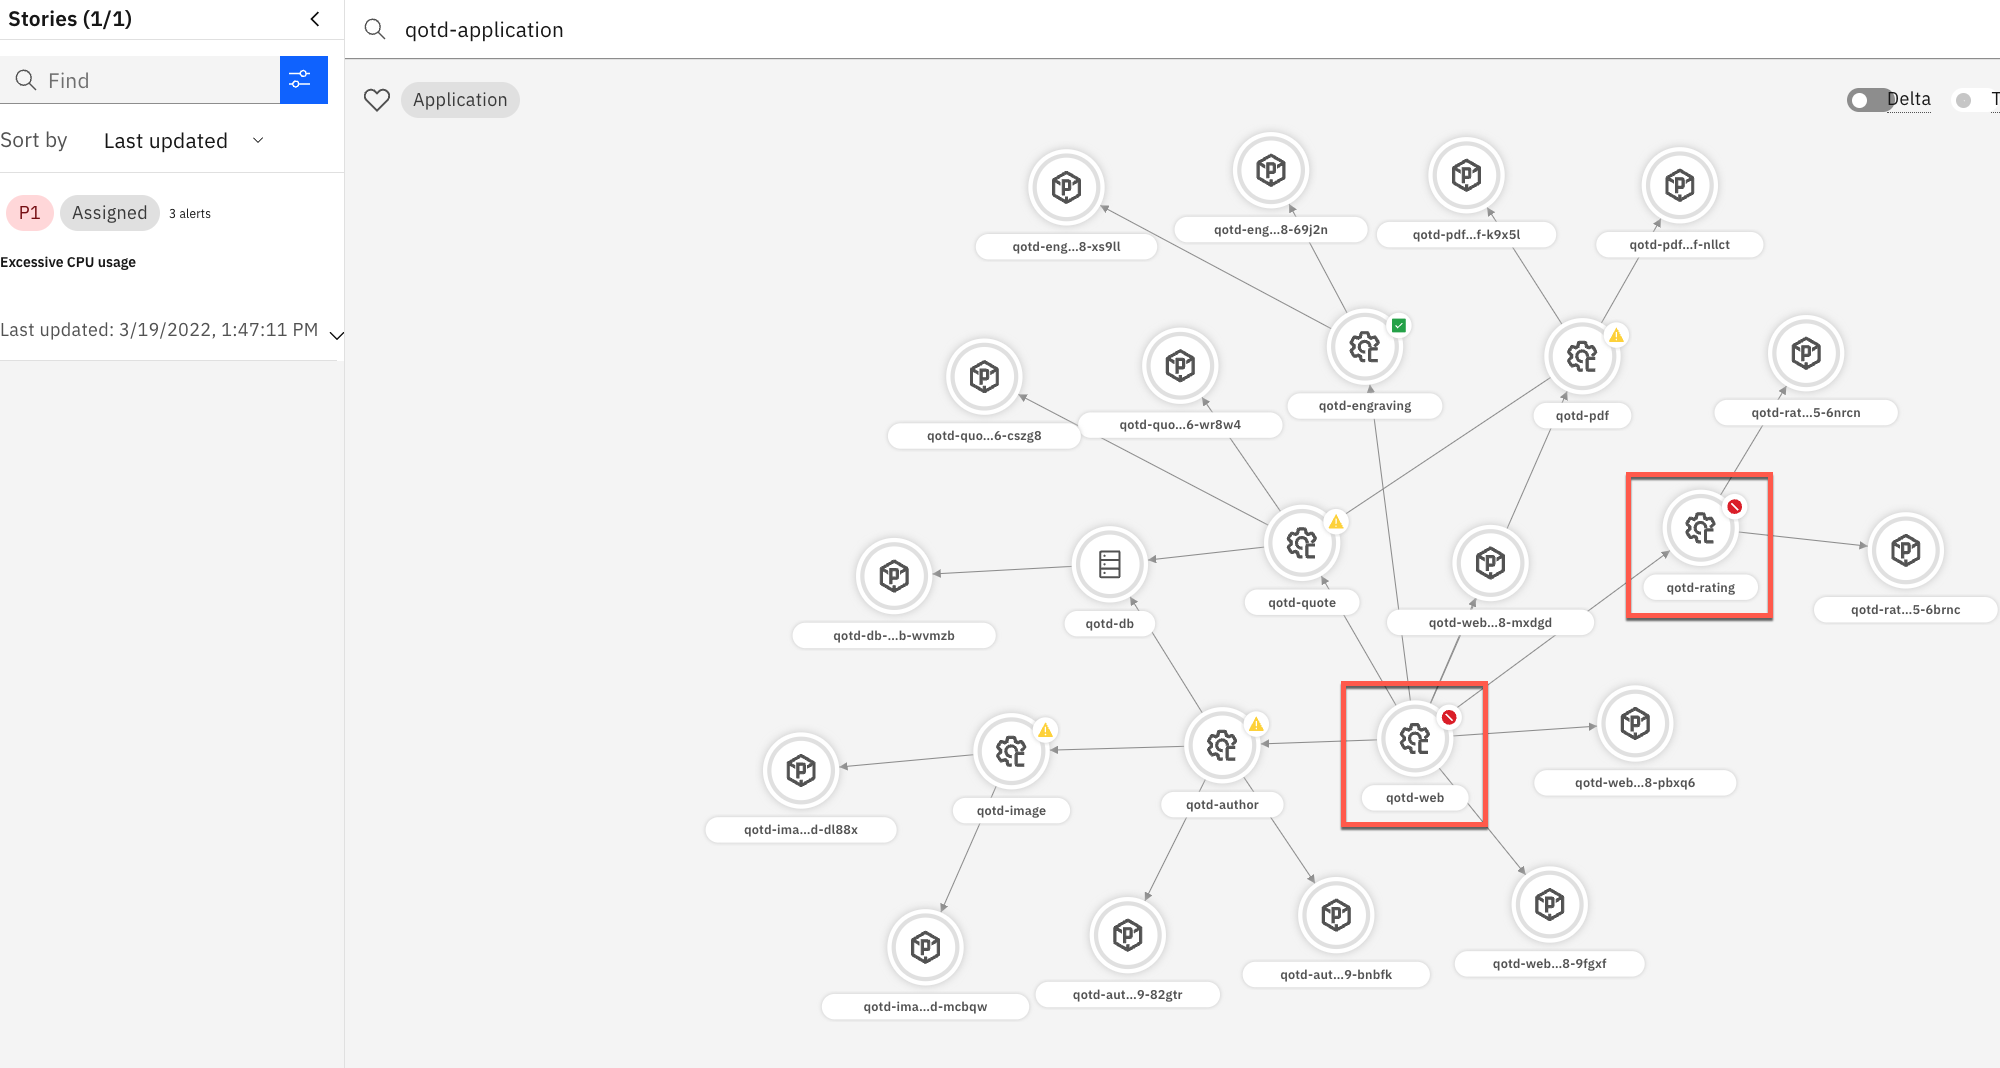 Stories (1/1)
Find
Sort by Last updated
P1 Assigned 3 alerts
Excessive CPU usage
Last updated: 3/19/2022, 1:47:11 PM
qotd-application
Application
Delta
T
qotd-eng...8-xs9ll
qotd-eng...8-69j2n
qotd-pdf...f-k9x5l
qotd-pdf...f-nllct
qotd-quo...6-cszg8
qotd-quo...6-wr8w4
qotd-engraving
qotd-pdf
qotd-rat...5-6nrcn
qotd-db-...b-wvmzb
qotd-db
qotd-quote
qotd-web...8-mxdgd
qotd-rating
qotd-rat...5-6brnc
qotd-ima...d-dl88x
qotd-image
qotd-author
qotd-web
qotd-web...8-pbxq6
qotd-ima...d-mcbqw
qotd-aut...9-82gtr
qotd-aut...9-bnbfk
qotd-web...8-9fgxf